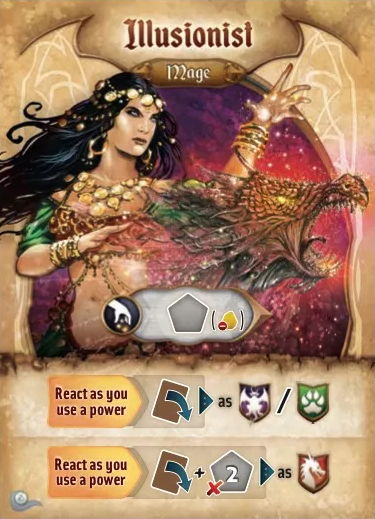 Illusionist
Mage
( )
React as you
use a power
as /
React as you
use a power
+ 2 as